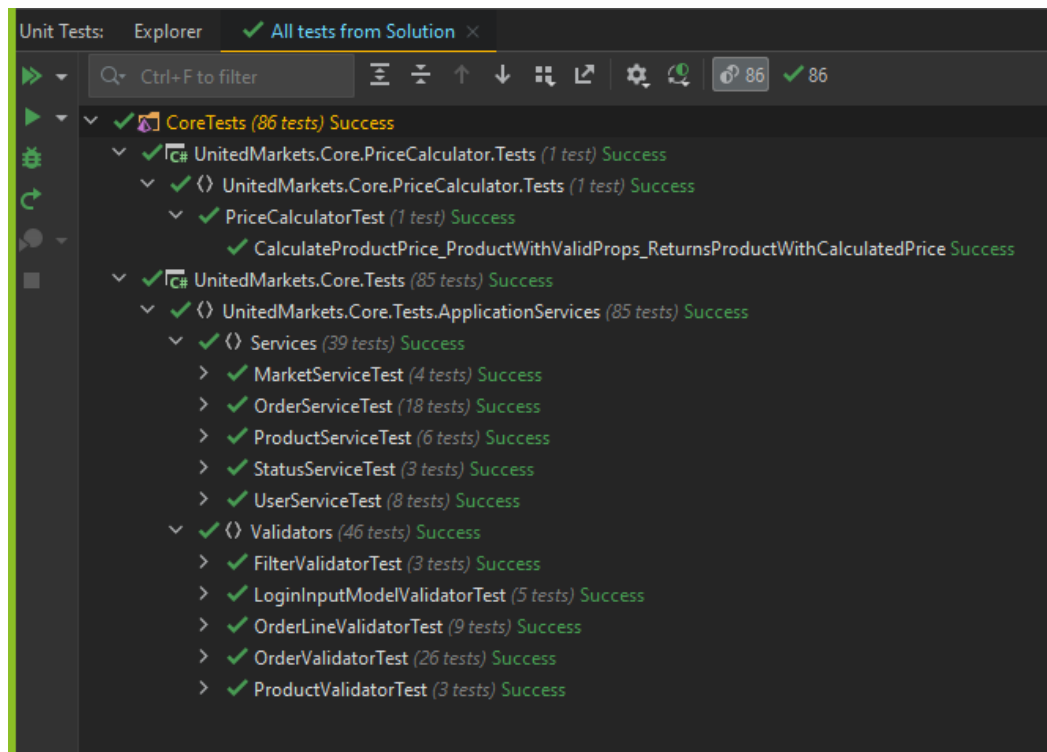 Unit Tests: Explorer All tests from Solution
Ctrl+F to filter 86 86
CoreTests (86 tests) Success
C# UnitedMarkets.Core.PriceCalculator.Tests (1 test) Success
UnitedMarkets.Core.PriceCalculator.Tests (1 test) Success
PriceCalculatorTest (1 test) Success
CalculateProductPrice_ProductWithValidProps_ReturnsProductWithCalculatedPrice Success
C# UnitedMarkets.Core.Tests (85 tests) Success
UnitedMarkets.Core.Tests.ApplicationServices (85 tests) Success
Services (39 tests) Success
MarketServiceTest (4 tests) Success
OrderServiceTest (18 tests) Success
ProductServiceTest (6 tests) Success
StatusServiceTest (3 tests) Success
UserServiceTest (8 tests) Success
Validators (46 tests) Success
FilterValidatorTest (3 tests) Success
LoginInputModelValidatorTest (5 tests) Success
OrderLineValidatorTest (9 tests) Success
OrderValidatorTest (26 tests) Success
ProductValidatorTest (3 tests) Success